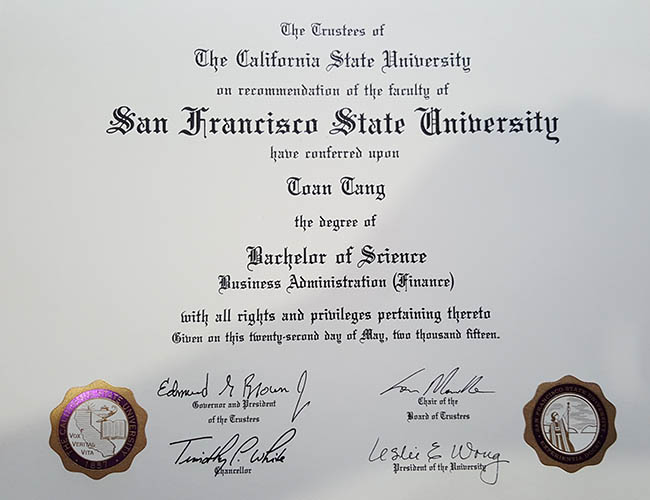 The Trustees of
The California State University
on recommendation of the faculty of
San Francisco State University
have conferred upon
Toan Tang
the degree of
Bachelor of Science
Business Administration (Finance)
with all rights and privileges pertaining thereto
Given on this twenty-second day of May, two thousand fifteen.
Edmund G Brown Jr
Governor and President
of the Trustees
Chair of the
Board of Trustees
Timothy P. White
Chancellor
Leslie E. Wong
President of the University
THE CALIFORNIA STATE UNIVERSITY
VOX
VERITAS
VITA
1857
SAN FRANCISCO STATE UNIVERSITY
EXPERIENTIA DOCET